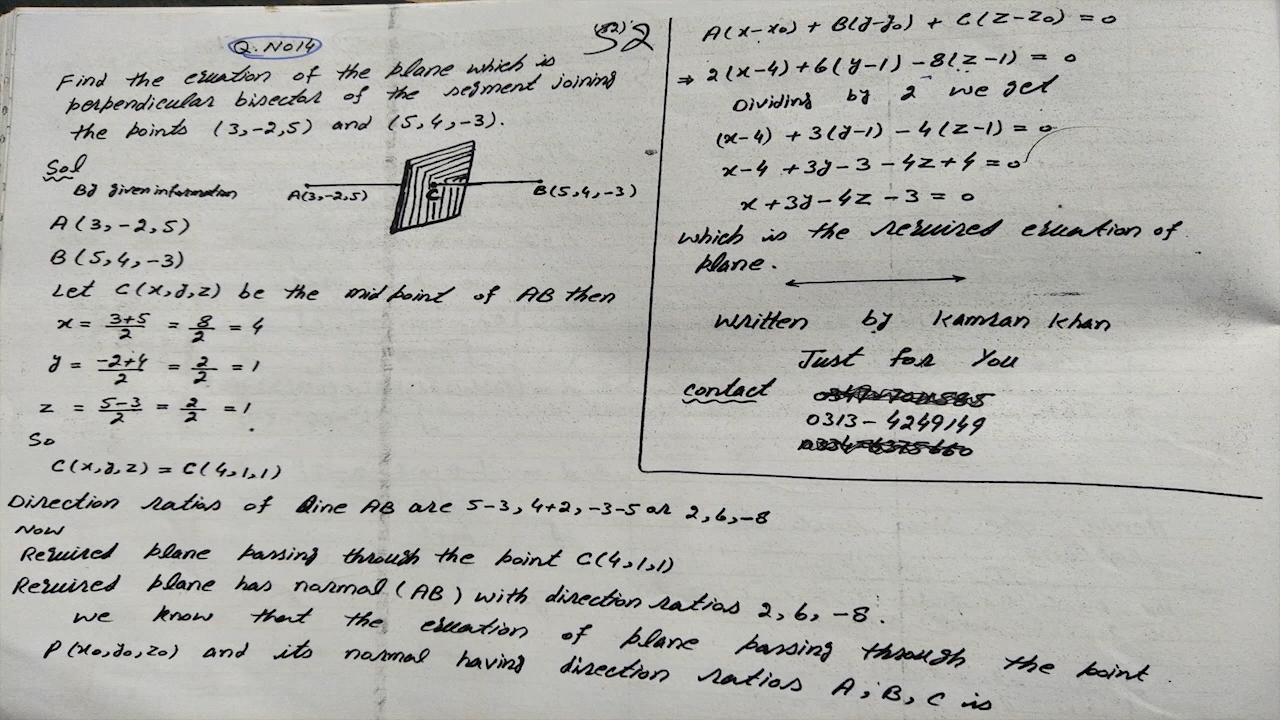 Q. No 14
(52) 52
Find the equation of the plane which is
perpendicular bisector of the segment joining
the points (3,-2,5) and (5,4,-3).
Sol
By given information
A(3,-2,5) C B(5,4,-3)
A(3,-2,5)
B(5,4,-3)
Let C(x,y,z) be the mid point of AB then
x = 3+5/2 = 8/2 = 4
y = -2+4/2 = 2/2 = 1
z = 5-3/2 = 2/2 = 1.
So
C(x,y,z) = C(4,1,1)
Direction ratios of line AB are 5-3, 4+2, -3-5 or 2,6,-8
Now
Required plane passing through the point C(4,1,1)
Required plane has normal (AB) with direction ratios 2, 6, -8.
we know that the equation of plane passing through the point
P(x0,y0,z0) and its normal having direction ratios A, B, C is
A(x-x0) + B(y-y0) + C(z-z0) = 0
⇒ 2(x-4) + 6(y-1) - 8(z-1) = 0
Dividing by 2 we get
(x-4) + 3(y-1) - 4(z-1) = 0
x-4 + 3y-3 - 4z+4 = 0
x + 3y - 4z - 3 = 0
which is the required equation of
plane.
written by Kamran Khan
Just for You
contact
0313-4249149